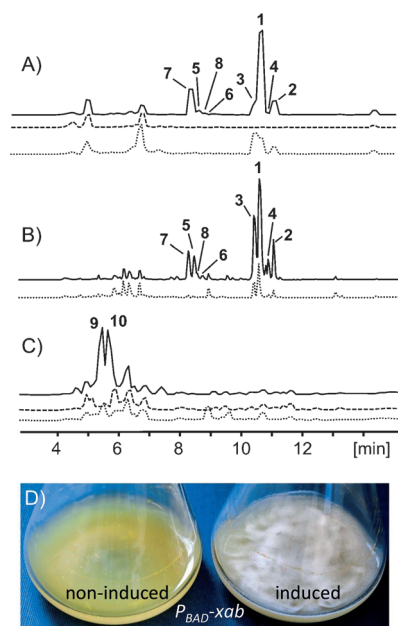 A)
1
7 5 8 6 3 4 2
B)
1
3 4 2
7 5 8 6
C)
9 10
4 6 8 10 12 [min]
D)
non-induced induced
P_BAD-xab